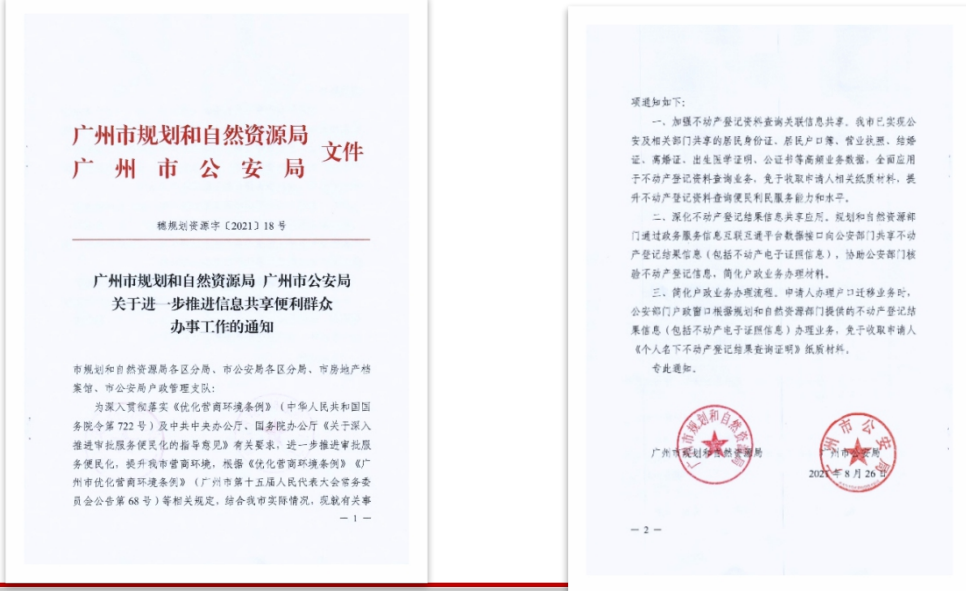 广州市规划和自然资源局
广州市公安局
文件
穗规划资源字〔2021〕18号
广州市规划和自然资源局 广州市公安局
关于进一步推进信息共享便利群众
办事工作的通知
市规划和自然资源局各区分局、市公安局各区分局、市房地产档
案馆、市公安局户政管理支队：
为深入贯彻落实《优化营商环境条例》（中华人民共和国国
务院令第722号）及中共中央办公厅、国务院办公厅《关于深入
推进审批服务便民化的指导意见》有关要求，进一步推进审批服
务便民化，提升我市营商环境，根据《优化营商环境条例》《广
州市优化营商环境条例》（广州市第十五届人民代表大会常务委
员会公告第68号）等相关规定，结合我市实际情况，现就有关事
— 1 —
项通知如下：
一、加强不动产登记资料查询关联信息共享。我市已实现公
安及相关部门共享的居民身份证、居民户口簿、营业执照、结婚
证、离婚证、出生医学证明、公证书等高频业务数据，全面应用
于不动产登记资料查询业务，免于收取申请人相关纸质材料，提
升不动产登记资料查询便民利民服务能力和水平。
二、深化不动产登记结果信息共享应用。规划和自然资源部
门通过政务服务信息互联互通平台数据接口向公安部门共享不动
产登记结果信息（包括不动产电子证照信息），协助公安部门核
验不动产登记信息，简化户政业务办理材料。
三、简化户政业务办理流程。申请人办理户口迁移业务时，
公安部门户政窗口根据规划和自然资源部门提供的不动产登记结
果信息（包括不动产电子证照信息）办理业务，免于收取申请人
《个人名下不动产登记结果查询证明》纸质材料。
专此通知。
广州市规划和自然资源局
广州市公安局
2021年8月26日
广州市规划和自然资源局
广州市公安局
— 2 —